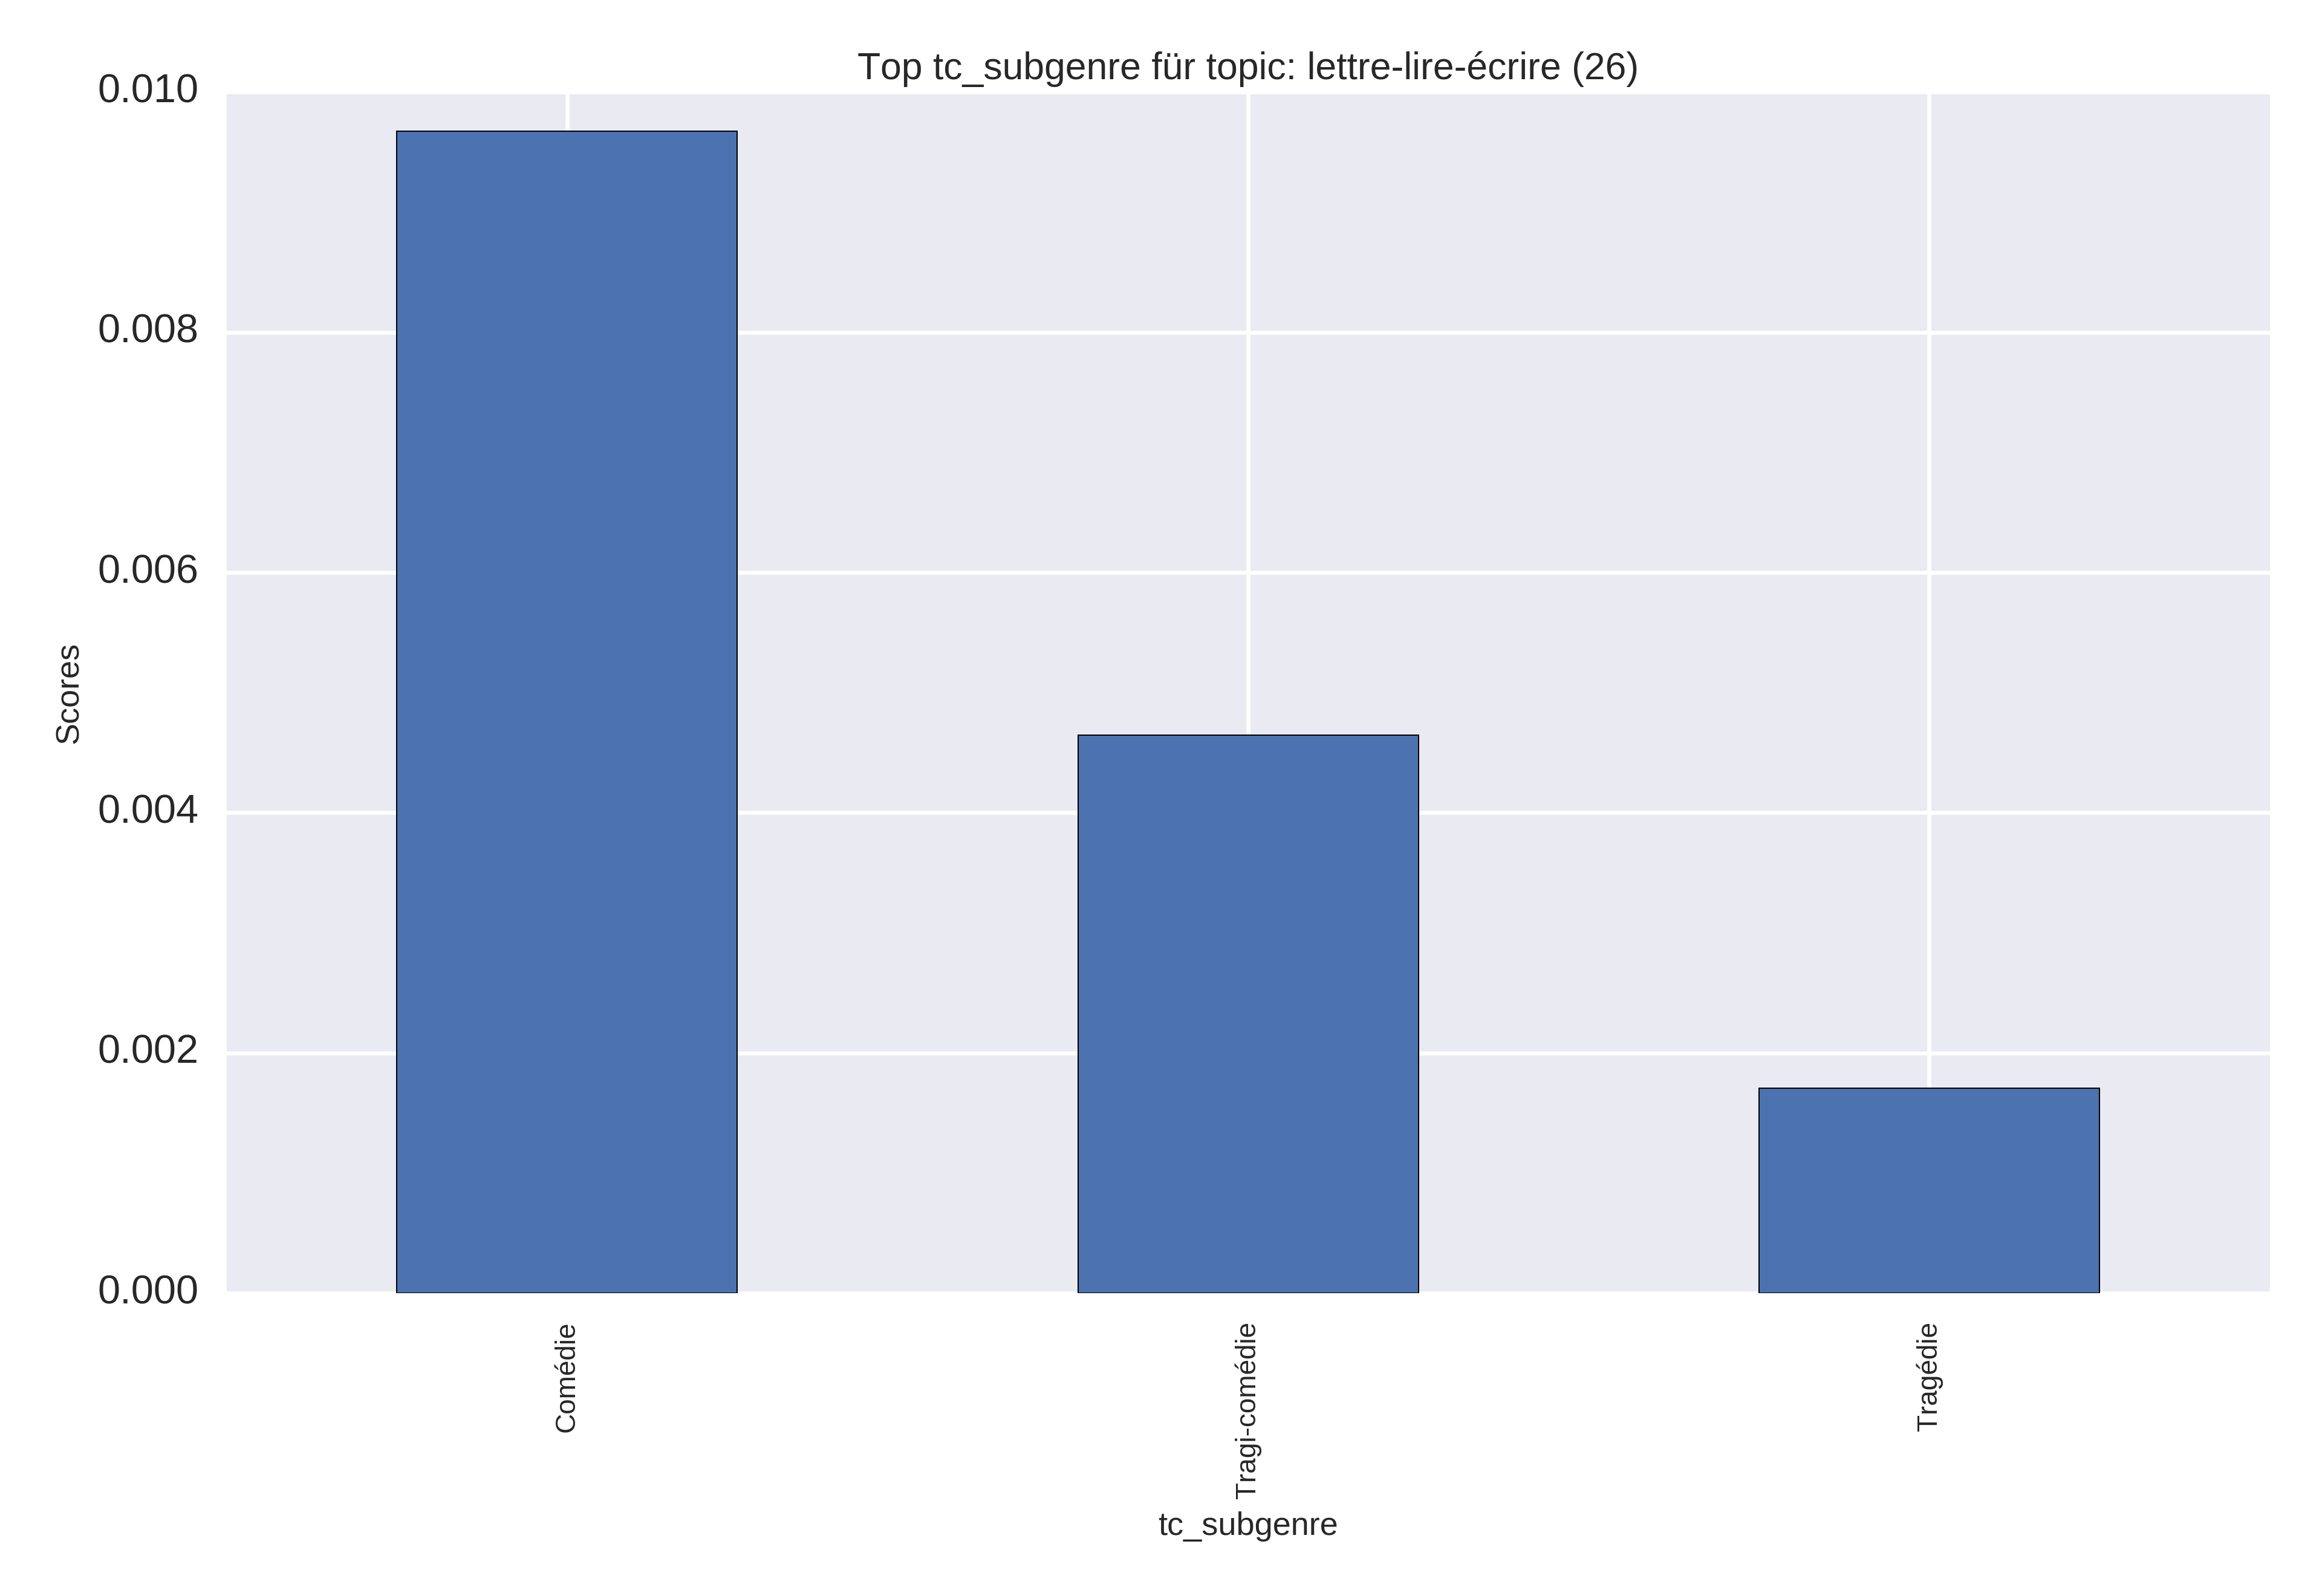 Top tc_subgenre für topic: lettre-lire-écrire (26)
0.010
0.008
0.006
0.004
0.002
0.000
Scores
Comédie
Tragi-comédie
Tragédie
tc_subgenre